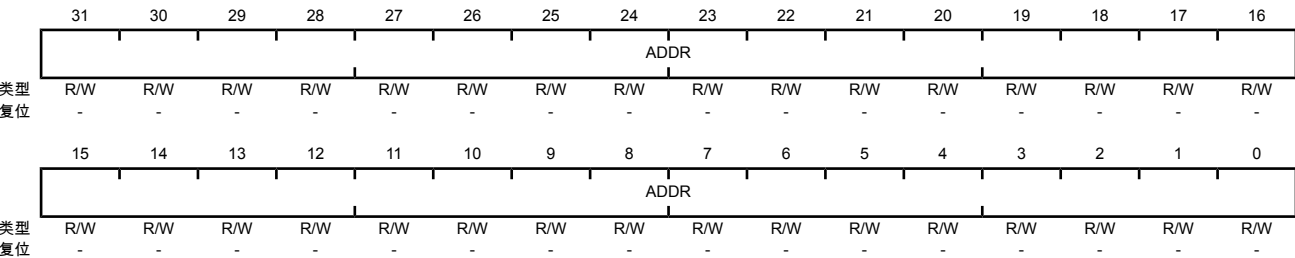 31 30 29 28 27 26 25 24 23 22 21 20 19 18 17 16
ADDR
类型 R/W R/W R/W R/W R/W R/W R/W R/W R/W R/W R/W R/W R/W R/W R/W R/W
复位 - - - - - - - - - - - - - - - -
15 14 13 12 11 10 9 8 7 6 5 4 3 2 1 0
ADDR
类型 R/W R/W R/W R/W R/W R/W R/W R/W R/W R/W R/W R/W R/W R/W R/W R/W
复位 - - - - - - - - - - - - - - - -